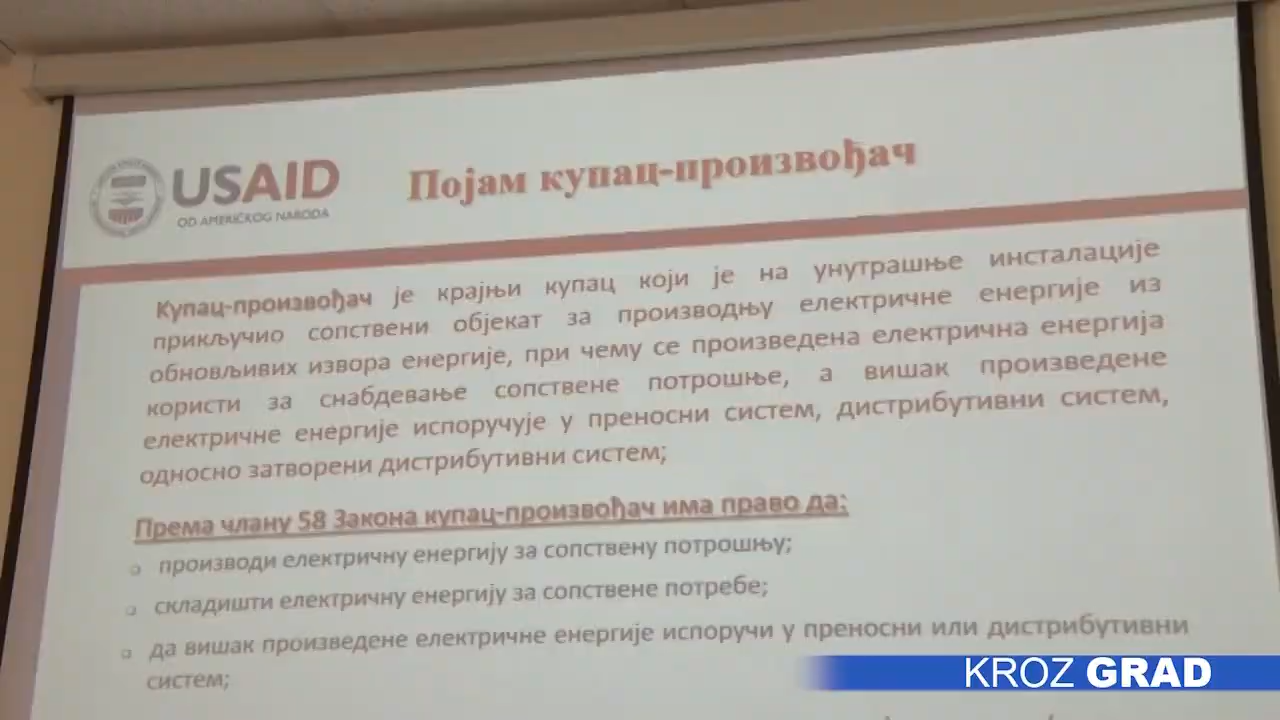 USAID
OD AMERIČKOG NARODA
Појам купац-произвођач
Купац-произвођач је крајњи купац који је на унутрашње инсталације
прикључио сопствени објекат за производњу електричне енергије из
обновљивих извора енергије, при чему се произведена електрична енергија
користи за снабдевање сопствене потрошње, а вишак произведене
електричне енергије испоручује у преносни систем, дистрибутивни систем,
односно затворени дистрибутивни систем;
Према члану 58 Закона купац-произвођач има право да:
производи електричну енергију за сопствену потрошњу;
складишти електричну енергију за сопствене потребе;
да вишак произведене електричне енергије испоручи у преносни или дистрибутивни
систем;
KROZ GRAD